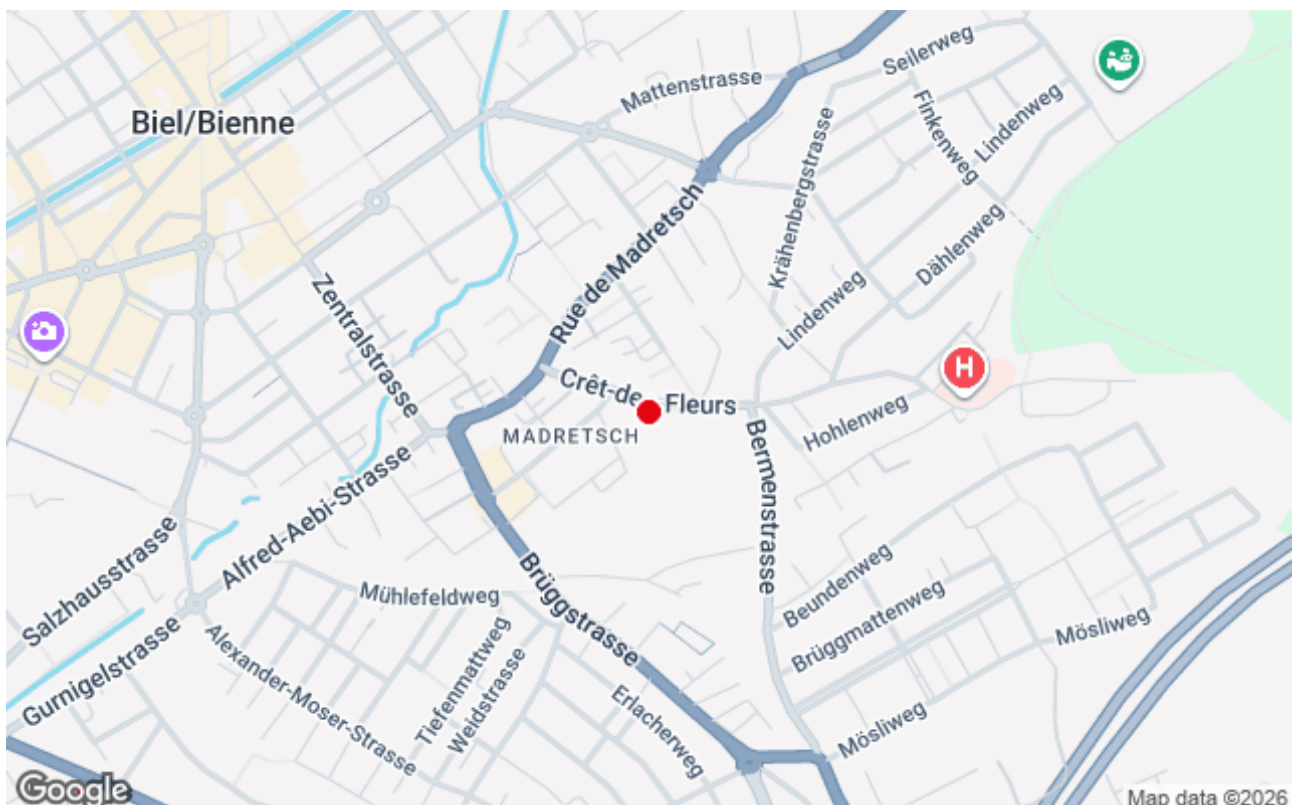 Seilerweg
Mattenstrasse
Biel/Bienne
Finkenweg
Lindenweg
Krähenbergstrasse
Rue de Madretsch
Dählenweg
Zentralstrasse
Lindenweg
H
Crêt-de
Fleurs
MADRETSCH
Hohlenweg
Bermenstrasse
Alfred-Aebi-Strasse
Salzhausstrasse
Brüggstrasse
Mühlefeldweg
Beundenweg
Brüggmattenweg
Mösliweg
Gurnigelstrasse
Alexander-Moser-Strasse
Tiefenmattweg
Weidstrasse
Erlacherweg
Mösliweg
Google
Map data ©2026